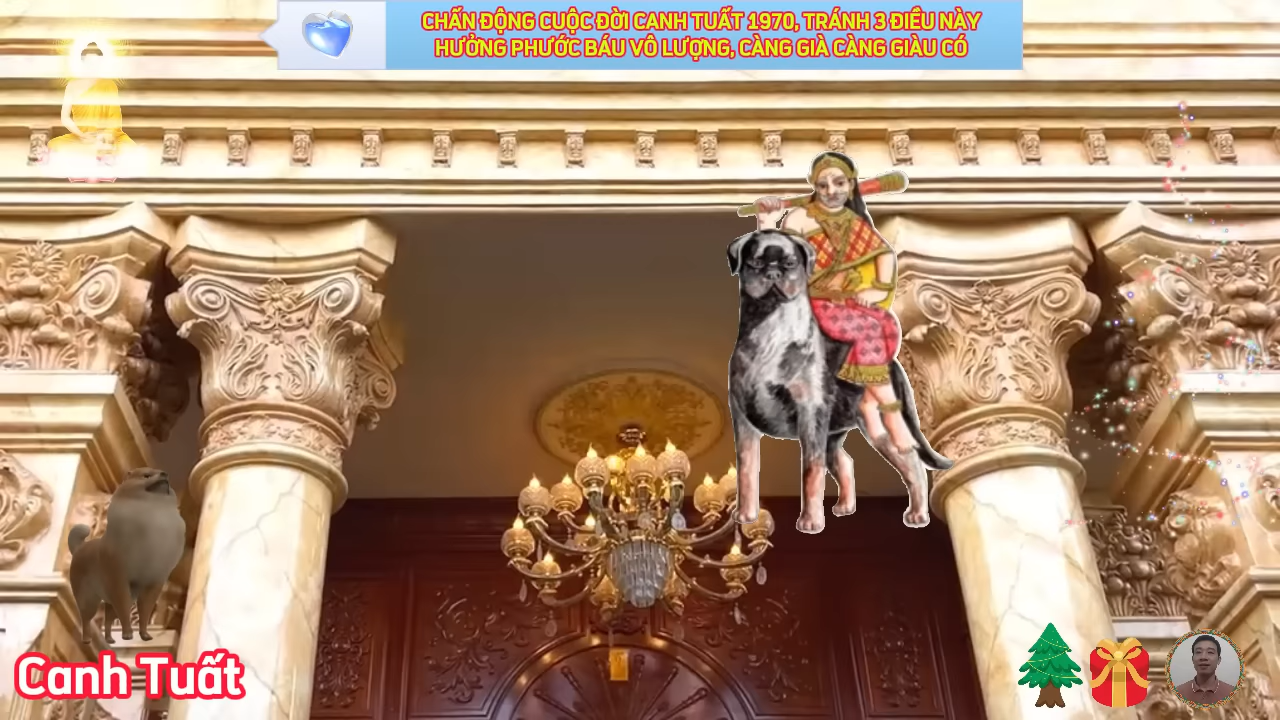 CHẤN ĐỘNG CUỘC ĐỜI CANH TUẤT 1970, TRÁNH 3 ĐIỀU NÀY
HƯỞNG PHƯỚC BÁU VÔ LƯỢNG, CÀNG GIÀ CÀNG GIÀU CÓ
Canh Tuất